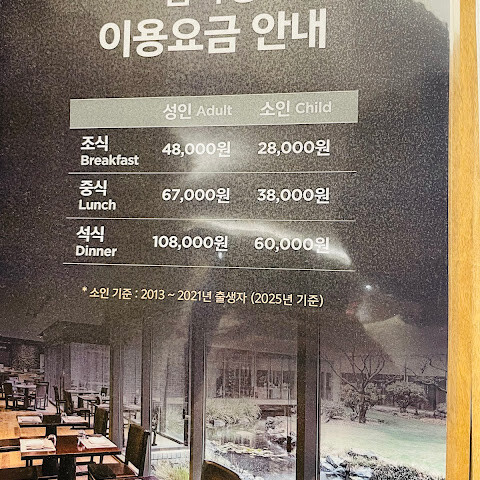 이용요금 안내
성인 Adult 소인 Child
조식 Breakfast 48,000원 28,000원
중식 Lunch 67,000원 38,000원
석식 Dinner 108,000원 60,000원
* 소인 기준 : 2013 ~ 2021년 출생자 (2025년 기준)